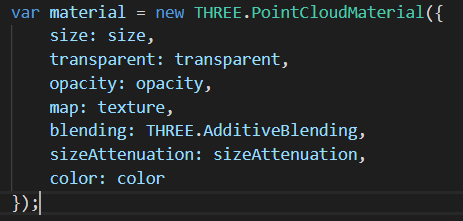 var material = new THREE.PointCloudMaterial({
    size: size,
    transparent: transparent,
    opacity: opacity,
    map: texture,
    blending: THREE.AdditiveBlending,
    sizeAttenuation: sizeAttenuation,
    color: color
});